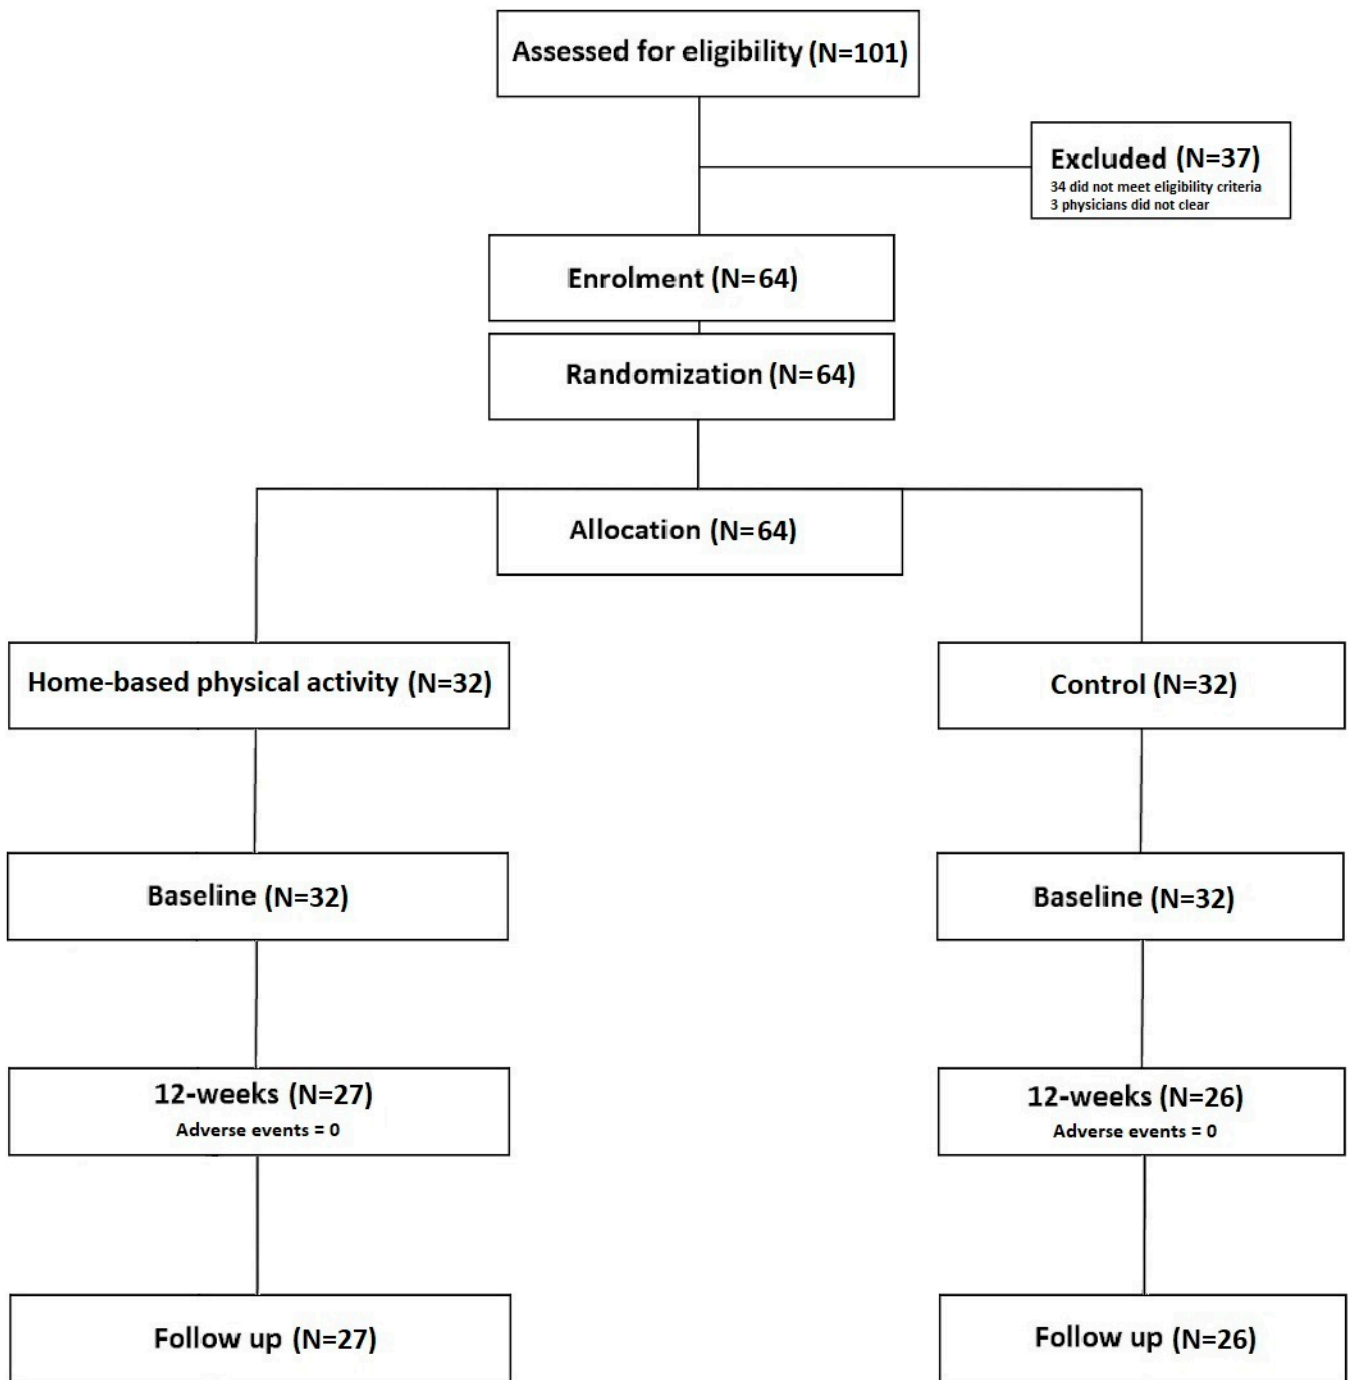 Assessed for eligibility (N=101)
Excluded (N=37)
34 did not meet eligibility criteria
3 physicians did not clear
Enrolment (N=64)
Randomization (N=64)
Allocation (N=64)
Home-based physical activity (N=32)
Control (N=32)
Baseline (N=32)
Baseline (N=32)
12-weeks (N=27)
Adverse events = 0
12-weeks (N=26)
Adverse events = 0
Follow up (N=27)
Follow up (N=26)